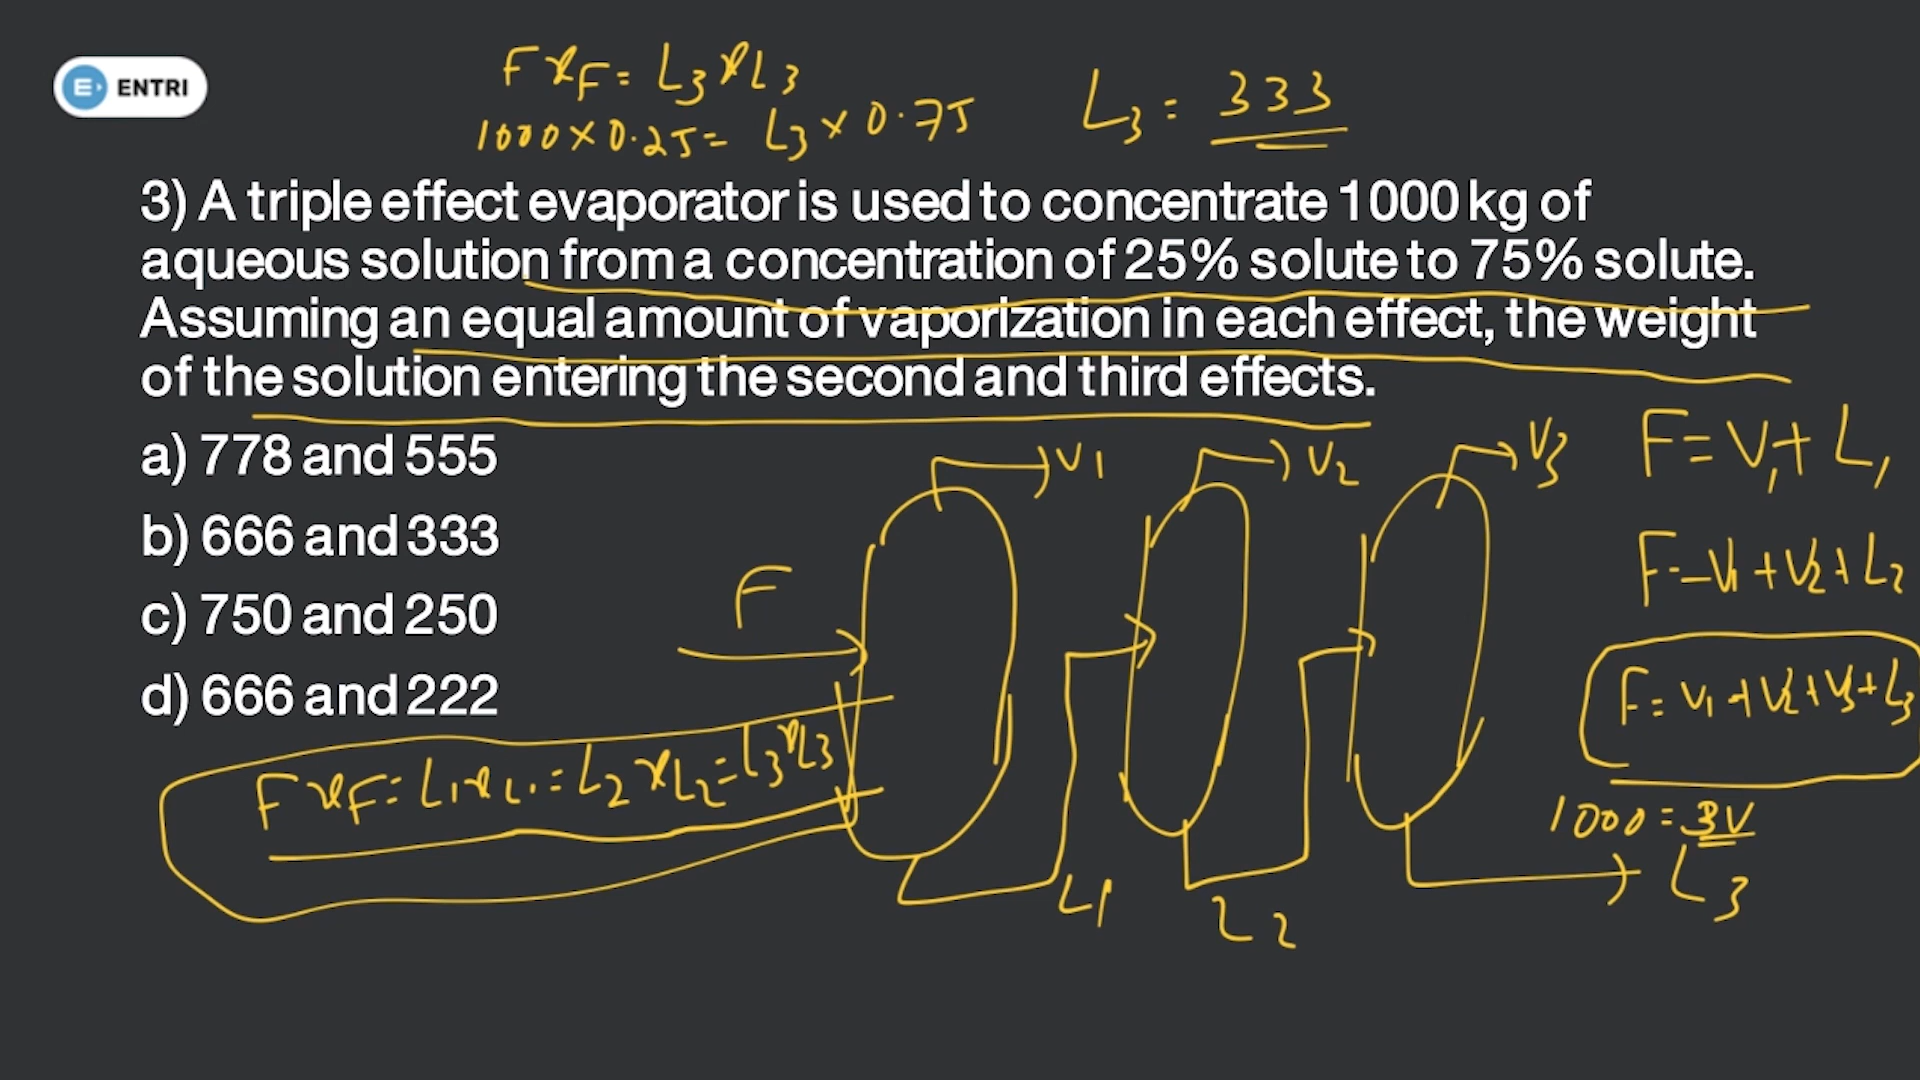 E ENTRI
F xF = L3 xL3
1000 × 0.25 = L3 × 0.75
L3 = 333
3) A triple effect evaporator is used to concentrate 1000 kg of
aqueous solution from a concentration of 25% solute to 75% solute.
Assuming an equal amount of vaporization in each effect, the weight
of the solution entering the second and third effects.
a) 778 and 555
b) 666 and 333
c) 750 and 250
d) 666 and 222
V1
V2
V3
F = V1 + L1
F
F = V1 + V2 + L2
F = V1 + V2 + V3 + L3
F xF = L1 xL1 = L2 xL2 = L3 xL3
1000 = 3V
L1
L2
L3